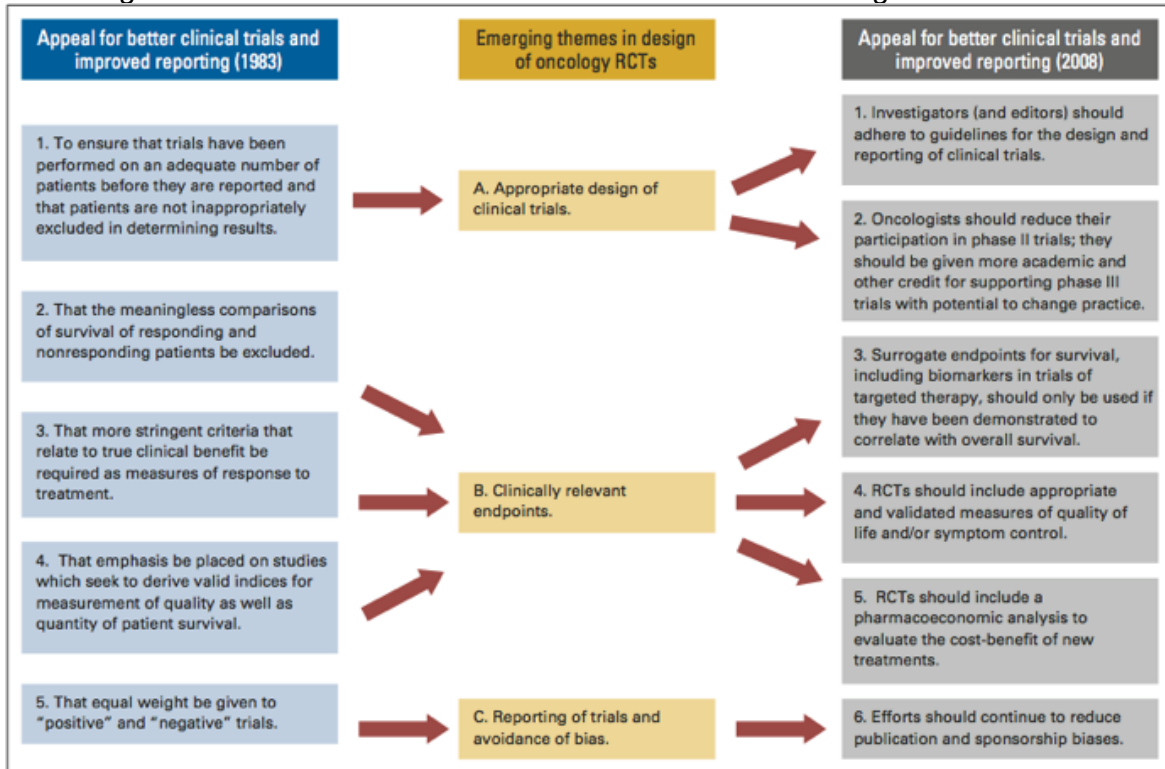 Appeal for better clinical trials and
improved reporting (1983)
1. To ensure that trials have been
performed on an adequate number of
patients before they are reported and
that patients are not inappropriately
excluded in determining results.
2. That the meaningless comparisons
of survival of responding and
nonresponding patients be excluded.
3. That more stringent criteria that
relate to true clinical benefit be
required as measures of response to
treatment.
4. That emphasis be placed on studies
which seek to derive valid indices for
measurement of quality as well as
quantity of patient survival.
5. That equal weight be given to
“positive” and “negative” trials.
Emerging themes in design
of oncology RCTs
A. Appropriate design of
clinical trials.
B. Clinically relevant
endpoints.
C. Reporting of trials and
avoidance of bias.
Appeal for better clinical trials and
improved reporting (2008)
1. Investigators (and editors) should
adhere to guidelines for the design and
reporting of clinical trials.
2. Oncologists should reduce their
participation in phase II trials; they
should be given more academic and
other credit for supporting phase III
trials with potential to change practice.
3. Surrogate endpoints for survival,
including biomarkers in trials of
targeted therapy, should only be used if
they have been demonstrated to
correlate with overall survival.
4. RCTs should include appropriate
and validated measures of quality of
life and/or symptom control.
5. RCTs should include a
pharmacoeconomic analysis to
evaluate the cost-benefit of new
treatments.
6. Efforts should continue to reduce
publication and sponsorship biases.